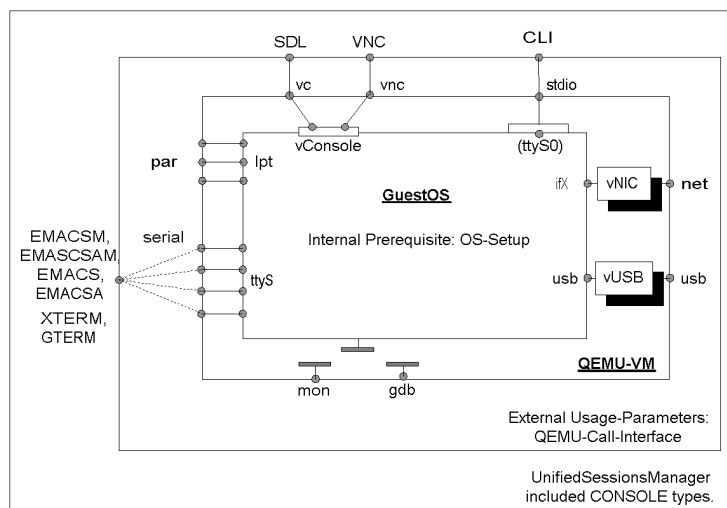 SDL
VNC
CLI
vc
vnc
stdio
vConsole
(ttyS0)
par
lpt
GuestOS
ifX
vNIC
net
Internal Prerequisite: OS-Setup
serial
EMACSM,
EMASCSAM,
EMACS,
EMACSA
XTERM,
GTERM
ttyS
usb
vUSB
usb
QEMU-VM
mon
gdb
External Usage-Parameters:
QEMU-Call-Interface
UnifiedSessionsManager
included CONSOLE types.